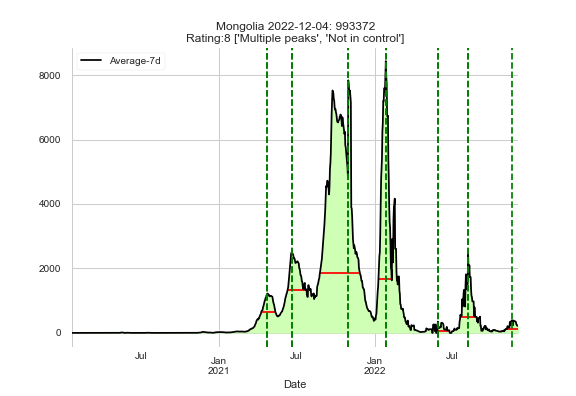 Mongolia 2022-12-04: 993372
Rating:8 ['Multiple peaks', 'Not in control']
Average-7d
8000
6000
4000
2000
0
Jul
Jan
2021
Jul
Jan
2022
Jul
Date